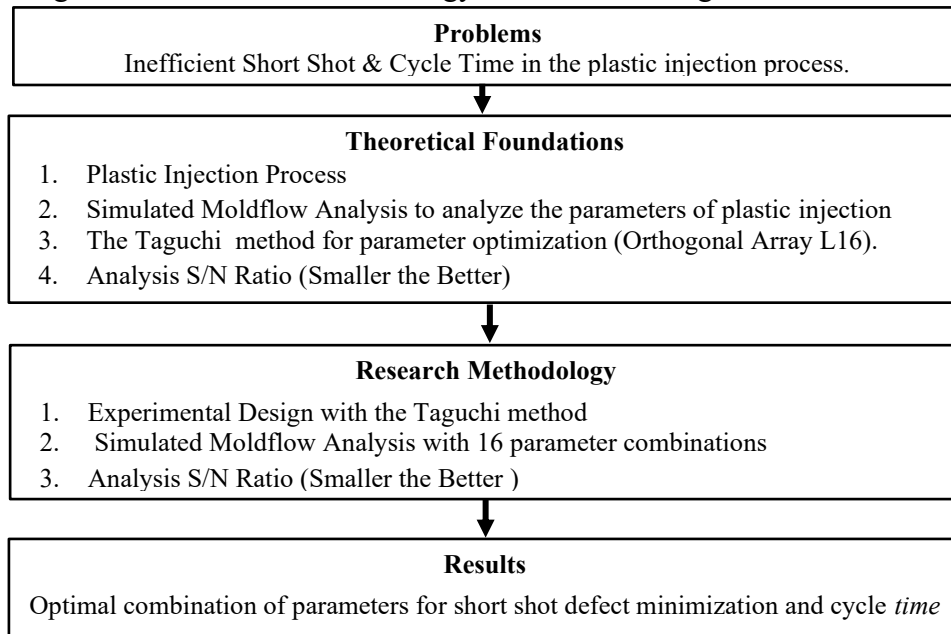 Problems
Inefficient Short Shot & Cycle Time in the plastic injection process.
Theoretical Foundations
1. Plastic Injection Process
2. Simulated Moldflow Analysis to analyze the parameters of plastic injection
3. The Taguchi method for parameter optimization (Orthogonal Array L16).
4. Analysis S/N Ratio (Smaller the Better)
Research Methodology
1. Experimental Design with the Taguchi method
2. Simulated Moldflow Analysis with 16 parameter combinations
3. Analysis S/N Ratio (Smaller the Better )
Results
Optimal combination of parameters for short shot defect minimization and cycle time